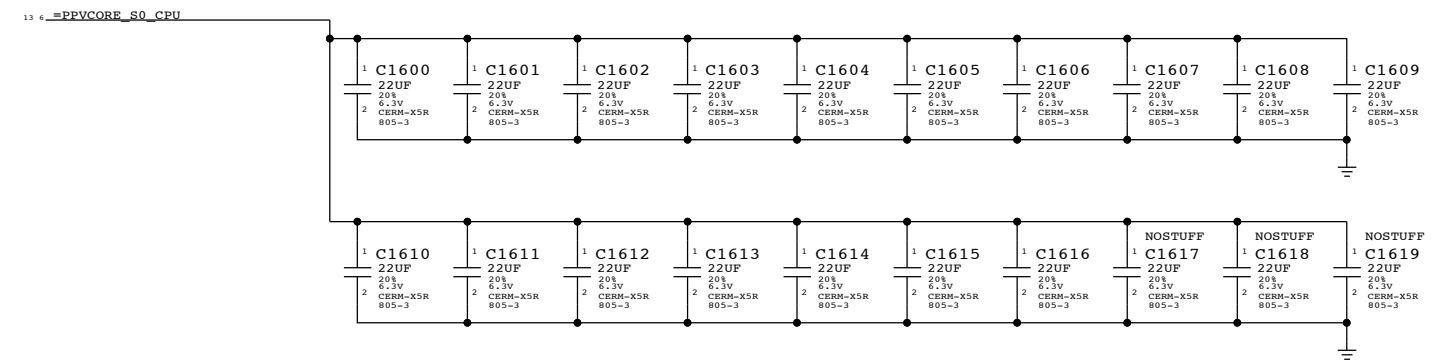 13 6 =PPVCORE_S0_CPU
1 C1600 1 C1601 1 C1602 1 C1603 1 C1604 1 C1605 1 C1606 1 C1607 1 C1608 1 C1609
22UF 22UF 22UF 22UF 22UF 22UF 22UF 22UF 22UF 22UF
20% 20% 20% 20% 20% 20% 20% 20% 20% 20%
6.3V 6.3V 6.3V 6.3V 6.3V 6.3V 6.3V 6.3V 6.3V 6.3V
2 CERM-X5R 2 CERM-X5R 2 CERM-X5R 2 CERM-X5R 2 CERM-X5R 2 CERM-X5R 2 CERM-X5R 2 CERM-X5R 2 CERM-X5R 2 CERM-X5R
805-3 805-3 805-3 805-3 805-3 805-3 805-3 805-3 805-3 805-3
NOSTUFF NOSTUFF NOSTUFF
1 C1610 1 C1611 1 C1612 1 C1613 1 C1614 1 C1615 1 C1616 1 C1617 1 C1618 1 C1619
22UF 22UF 22UF 22UF 22UF 22UF 22UF 22UF 22UF 22UF
20% 20% 20% 20% 20% 20% 20% 20% 20% 20%
6.3V 6.3V 6.3V 6.3V 6.3V 6.3V 6.3V 6.3V 6.3V 6.3V
2 CERM-X5R 2 CERM-X5R 2 CERM-X5R 2 CERM-X5R 2 CERM-X5R 2 CERM-X5R 2 CERM-X5R 2 CERM-X5R 2 CERM-X5R 2 CERM-X5R
805-3 805-3 805-3 805-3 805-3 805-3 805-3 805-3 805-3 805-3